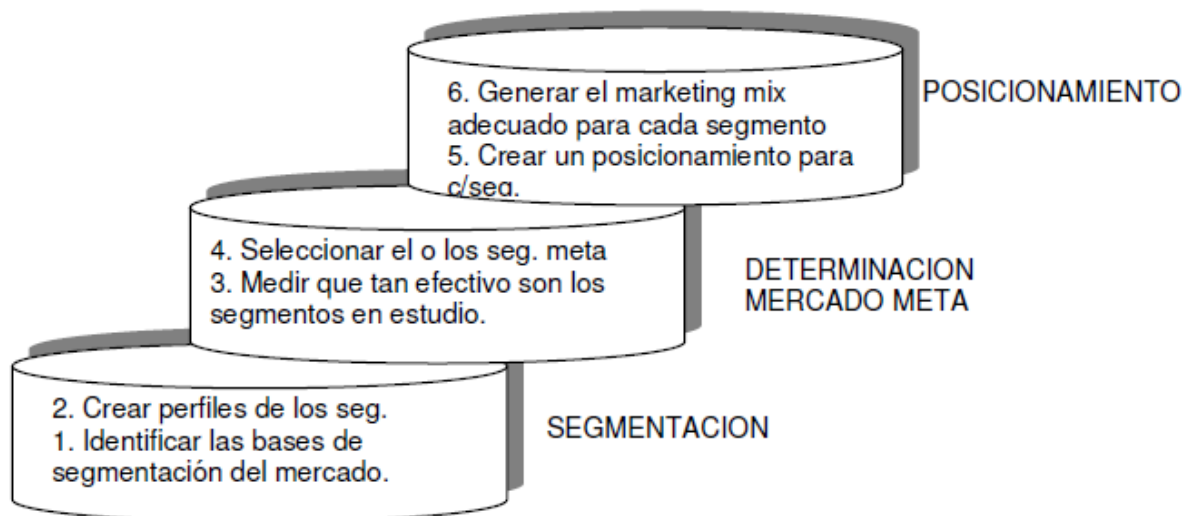 6. Generar el marketing mix
adecuado para cada segmento
5. Crear un posicionamiento para
c/seg.
POSICIONAMIENTO
4. Seleccionar el o los seg. meta
3. Medir que tan efectivo son los
segmentos en estudio.
DETERMINACION
MERCADO META
2. Crear perfiles de los seg.
1. Identificar las bases de
segmentación del mercado.
SEGMENTACION